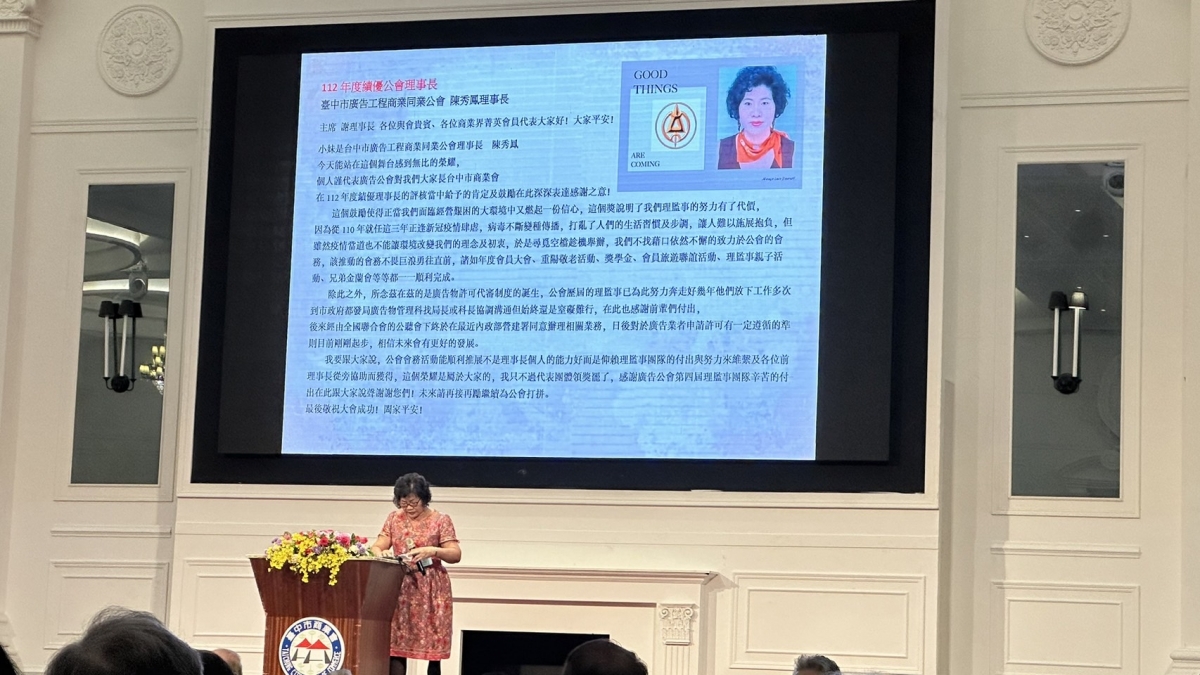 112 年度績優公會理事長
臺中市廣告工程商業同業公會 陳秀鳳理事長
主席 謝理事長 各位與會貴賓、各位商業界菁英會員代表大家好！大家平安！
小妹是台中市廣告工程商業同業公會理事長 陳秀鳳
今天能站在這個舞台感到無比的榮耀，
個人謹代表廣告公會對我們大家長台中市商業會
在 112 年度績優理事長的評核當中給予的肯定及鼓勵在此深深表達感謝之意！
這個鼓勵使得正當我們面臨經營艱困的大環境中又燃起一份信心，這個獎說明了我們理監事的努力有了代價，
因為從 110 年就任這三年正逢新冠疫情肆虐，病毒不斷變種傳播，打亂了人們的生活習慣及步調，讓人難以施展抱負，但
雖然疫情當道也不能讓環境改變我們的理念及初衷，於是尋覓空檔趁機舉辦，我們不找藉口依然不懈的致力於公會的會
務，該推動的會務不畏巨浪勇往直前，諸如年度會員大會、重陽敬老活動、獎學金、會員旅遊聯誼活動、理監事親子活
動、兄弟金蘭會等等都一一順利完成。
除此之外，所念茲在茲的是廣告物許可代審制度的誕生，公會歷屆的理監事已為此努力奔走好幾年他們放下工作多次
到市政府都發局廣告物管理科找局長或科長協調溝通但始終還是窒礙難行，在此也感謝前輩們付出，
後來經由全國聯合會的公聽會下終於在最近內政部營建署同意辦理相關業務，日後對於廣告業者申請許可有一定遵循的準
則目前剛剛起步，相信未來會有更好的發展。
我要跟大家說，公會會務活動能順利推展不是理事長個人的能力好而是仰賴理監事團隊的付出與努力來維繫及各位前
理事長從旁協助而獲得，這個榮耀是屬於大家的，我只不過代表團體領獎罷了，感謝廣告公會第四屆理監事團隊辛苦的付
出在此跟大家說聲謝謝您們！未來請再接再勵繼續為公會打拼。
最後敬祝大會成功！闔家平安！
GOOD
THINGS
ARE
COMING
臺中市商業會